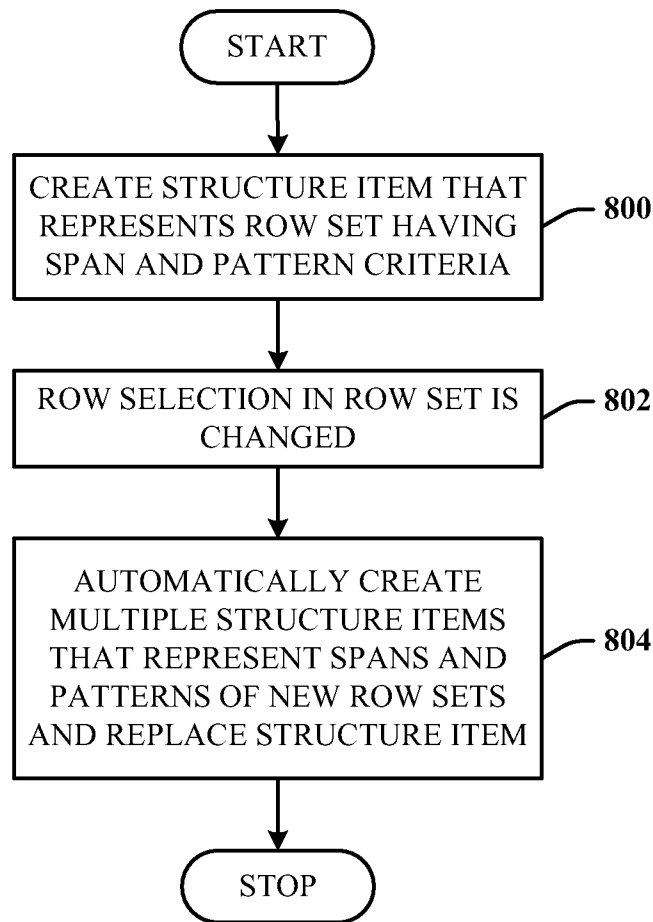 START
CREATE STRUCTURE ITEM THAT
REPRESENTS ROW SET HAVING
SPAN AND PATTERN CRITERIA
800
ROW SELECTION IN ROW SET IS
CHANGED
802
AUTOMATICALLY CREATE
MULTIPLE STRUCTURE ITEMS
THAT REPRESENT SPANS AND
PATTERNS OF NEW ROW SETS
AND REPLACE STRUCTURE ITEM
804
STOP